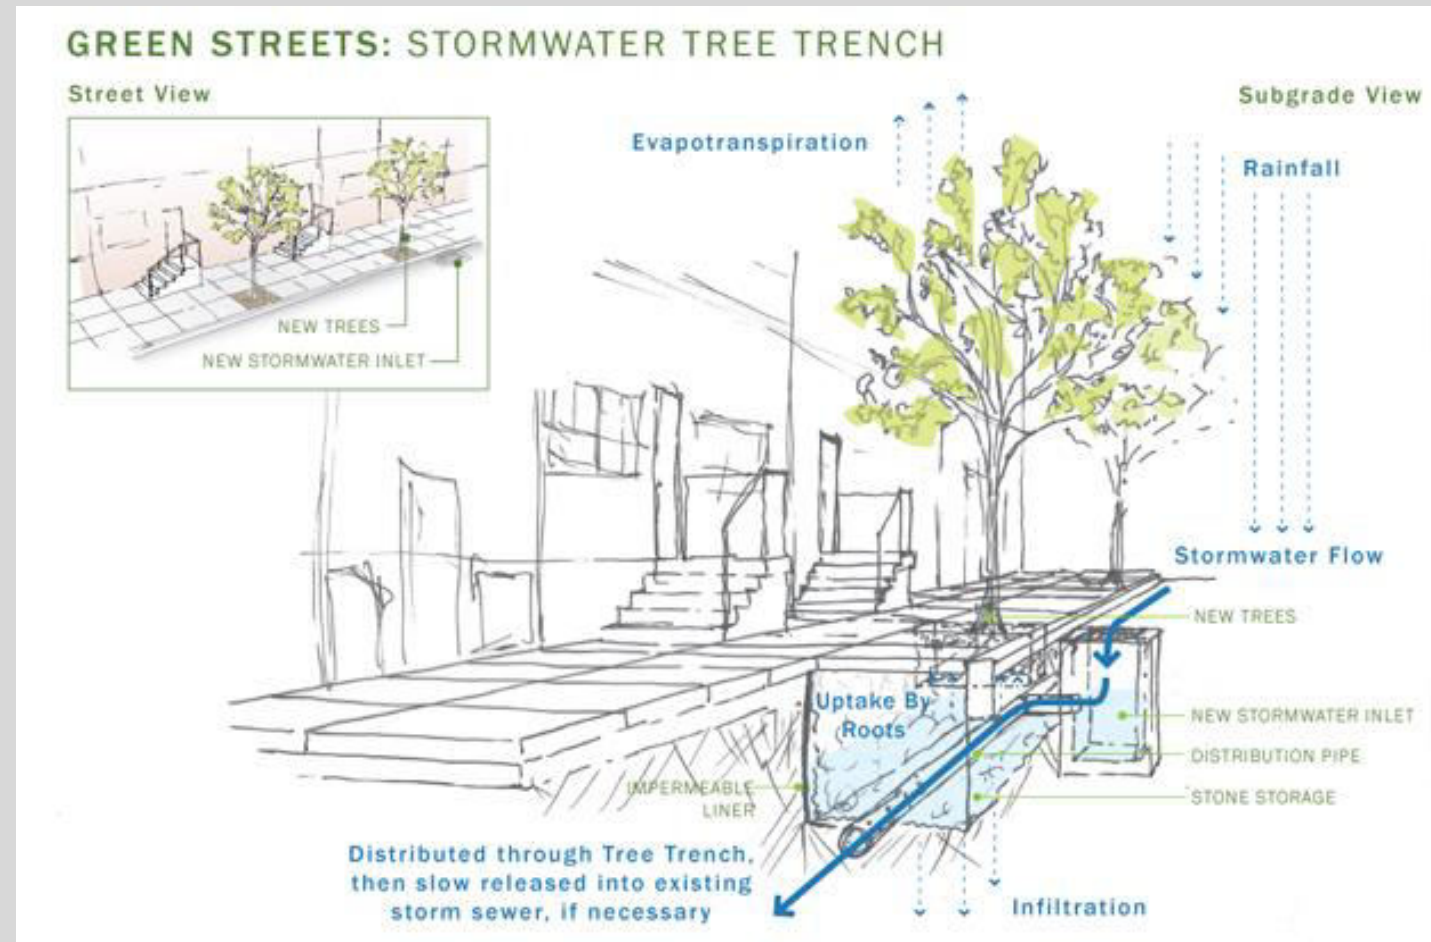 GREEN STREETS: STORMWATER TREE TRENCH
Street View
Subgrade View
Evapotranspiration
Rainfall
NEW TREES
NEW STORMWATER INLET
Stormwater Flow
NEW TREES
Uptake By
Roots
NEW STORMWATER INLET
DISTRIBUTION PIPE
IMPERMEABLE
LINER
STONE STORAGE
Distributed through Tree Trench,
then slow released into existing
storm sewer, if necessary
Infiltration